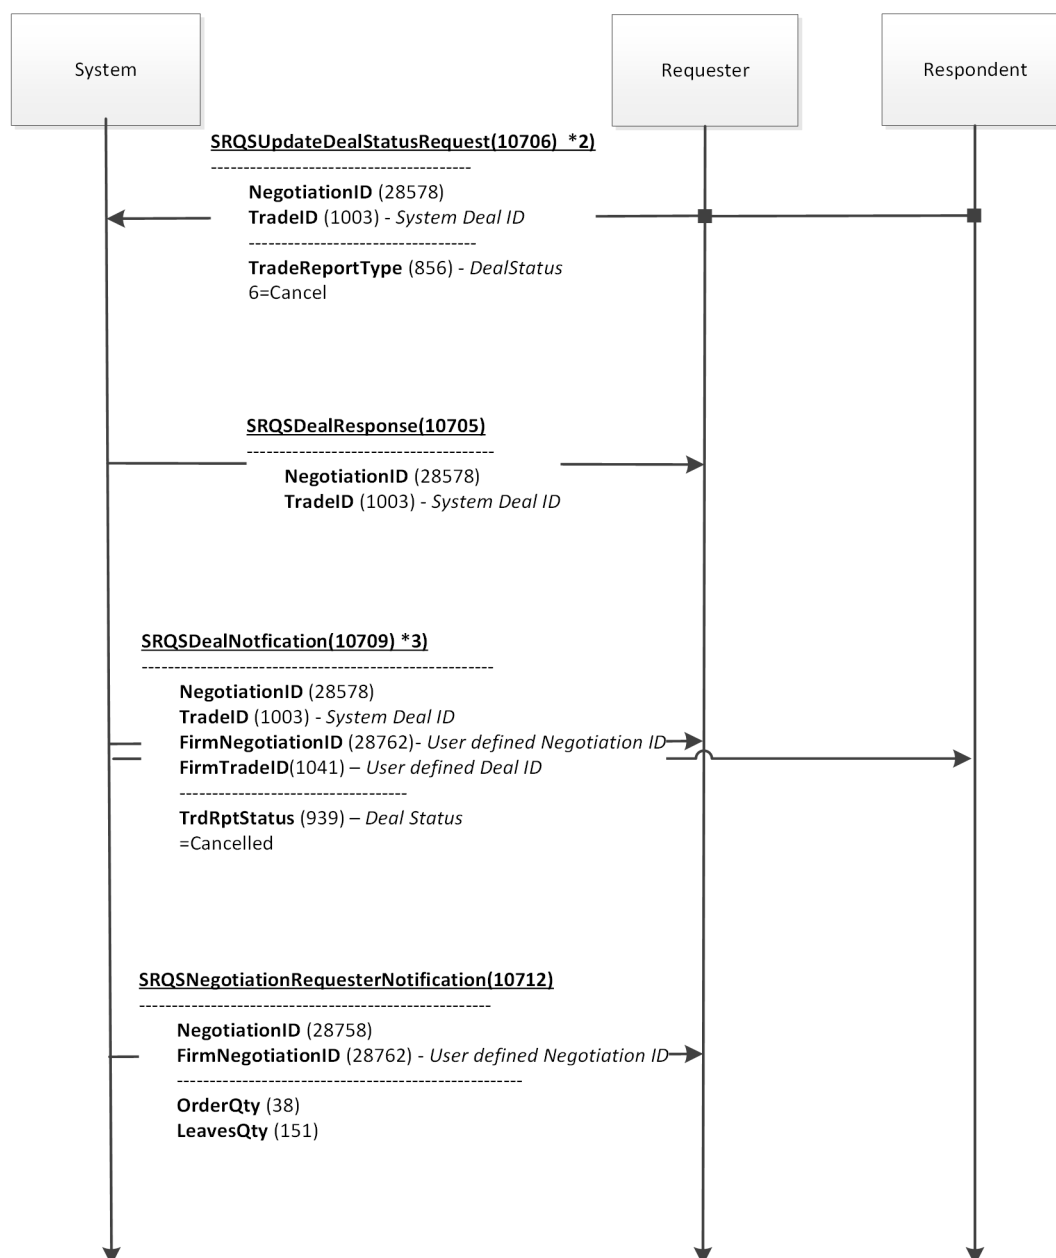 System
Requester
Respondent
SRQSUpdateDealStatusRequest(10706)  *2)
---------------------------------------
NegotiationID (28578)
TradeID (1003) - System Deal ID
-----------------------------------
TradeReportType (856) - DealStatus
6=Cancel
SRQSDealResponse(10705)
--------------------------------------
NegotiationID (28578)
TradeID (1003) - System Deal ID
SRQSDealNotfication(10709) *3)
------------------------------------------------------
NegotiationID (28578)
TradeID (1003) - System Deal ID
FirmNegotiationID (28762)- User defined Negotiation ID
FirmTradeID(1041) – User defined Deal ID
-----------------------------------
TrdRptStatus (939) – Deal Status
=Cancelled
SRQSNegotiationRequesterNotification(10712)
------------------------------------------------------
NegotiationID (28758)
FirmNegotiationID (28762) - User defined Negotiation ID
-----------------------------------------------------
OrderQty (38)
LeavesQty (151)